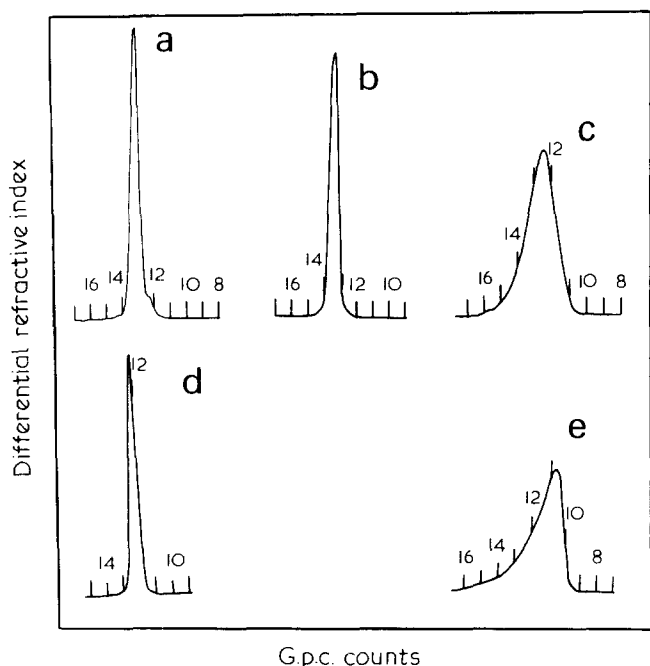 a
b
c
12
16 14 12 10 8
14
16 12 10
14
16 10 8
12
d
14 10
e
12
10
16 14 8
Differential refractive index
G.p.c. counts